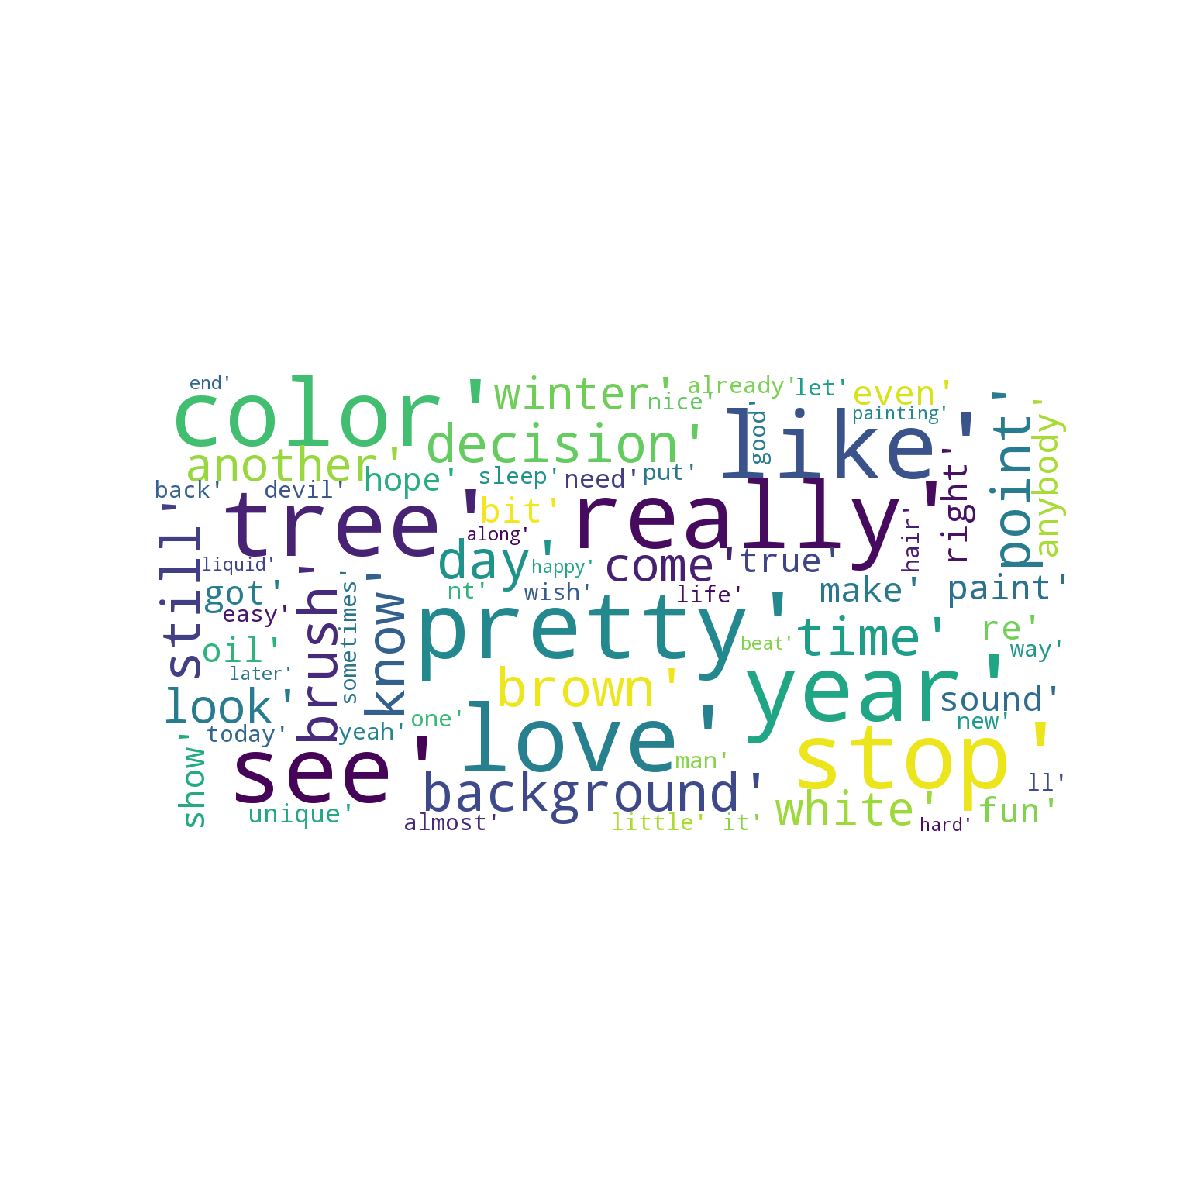 end'
color'
winter'
nice'
already'
let'
even'
painting'
another'
decision'
good'
like'
point'
anybody'
back'
devil'
hope'
sleep'
need'
put'
right'
tree'
bit'
along'
really'
hair'
still'
liquid'
day'
happy'
come'
true'
got'
easy'
brush'
sometimes'
know'
nt'
wish'
life'
make'
paint'
oil'
pretty'
beat'
time'
re'
way'
later'
look'
brown'
year'
sound'
new'
today'
yeah'
one'
love'
man'
stop'
show'
see'
background'
ll'
unique'
almost'
little'
it'
white'
hard'
fun'